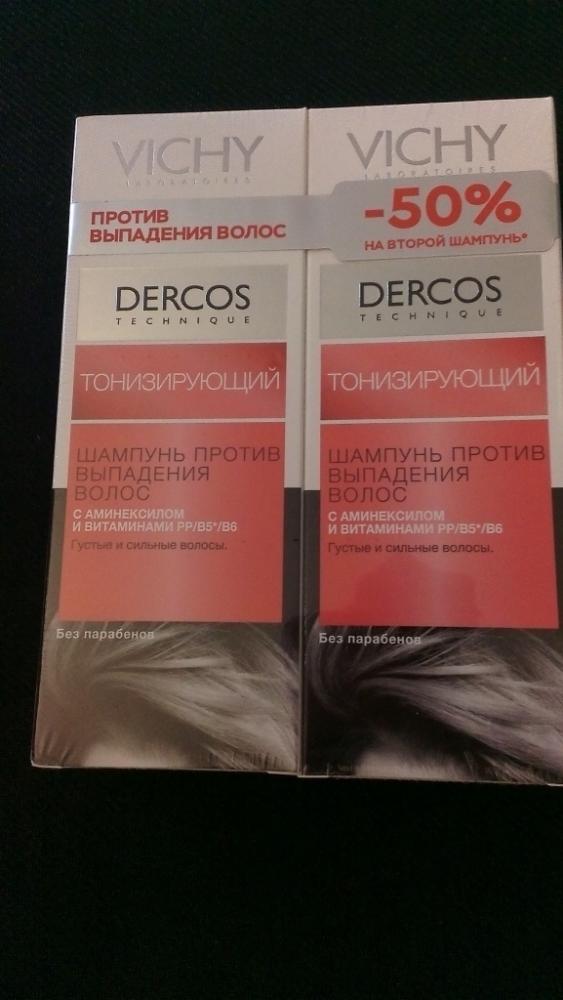 VICHY
LABORATOIRES
VICHY
LABORATOIRES
ПРОТИВ
ВЫПАДЕНИЯ ВОЛОС
-50%
НА ВТОРОЙ ШАМПУНЬ*
DERCOS
TECHNIQUE
ТОНИЗИРУЮЩИЙ
ШАМПУНЬ ПРОТИВ
ВЫПАДЕНИЯ
ВОЛОС
С АМИНЕКСИЛОМ
И ВИТАМИНАМИ PP/B5*/B6
Густые и сильные волосы.
Без парабенов
DERCOS
TECHNIQUE
ТОНИЗИРУЮЩИЙ
ШАМПУНЬ ПРОТИВ
ВЫПАДЕНИЯ
ВОЛОС
С АМИНЕКСИЛОМ
И ВИТАМИНАМИ PP/B5*/B6
Густые и сильные волосы.
Без парабенов